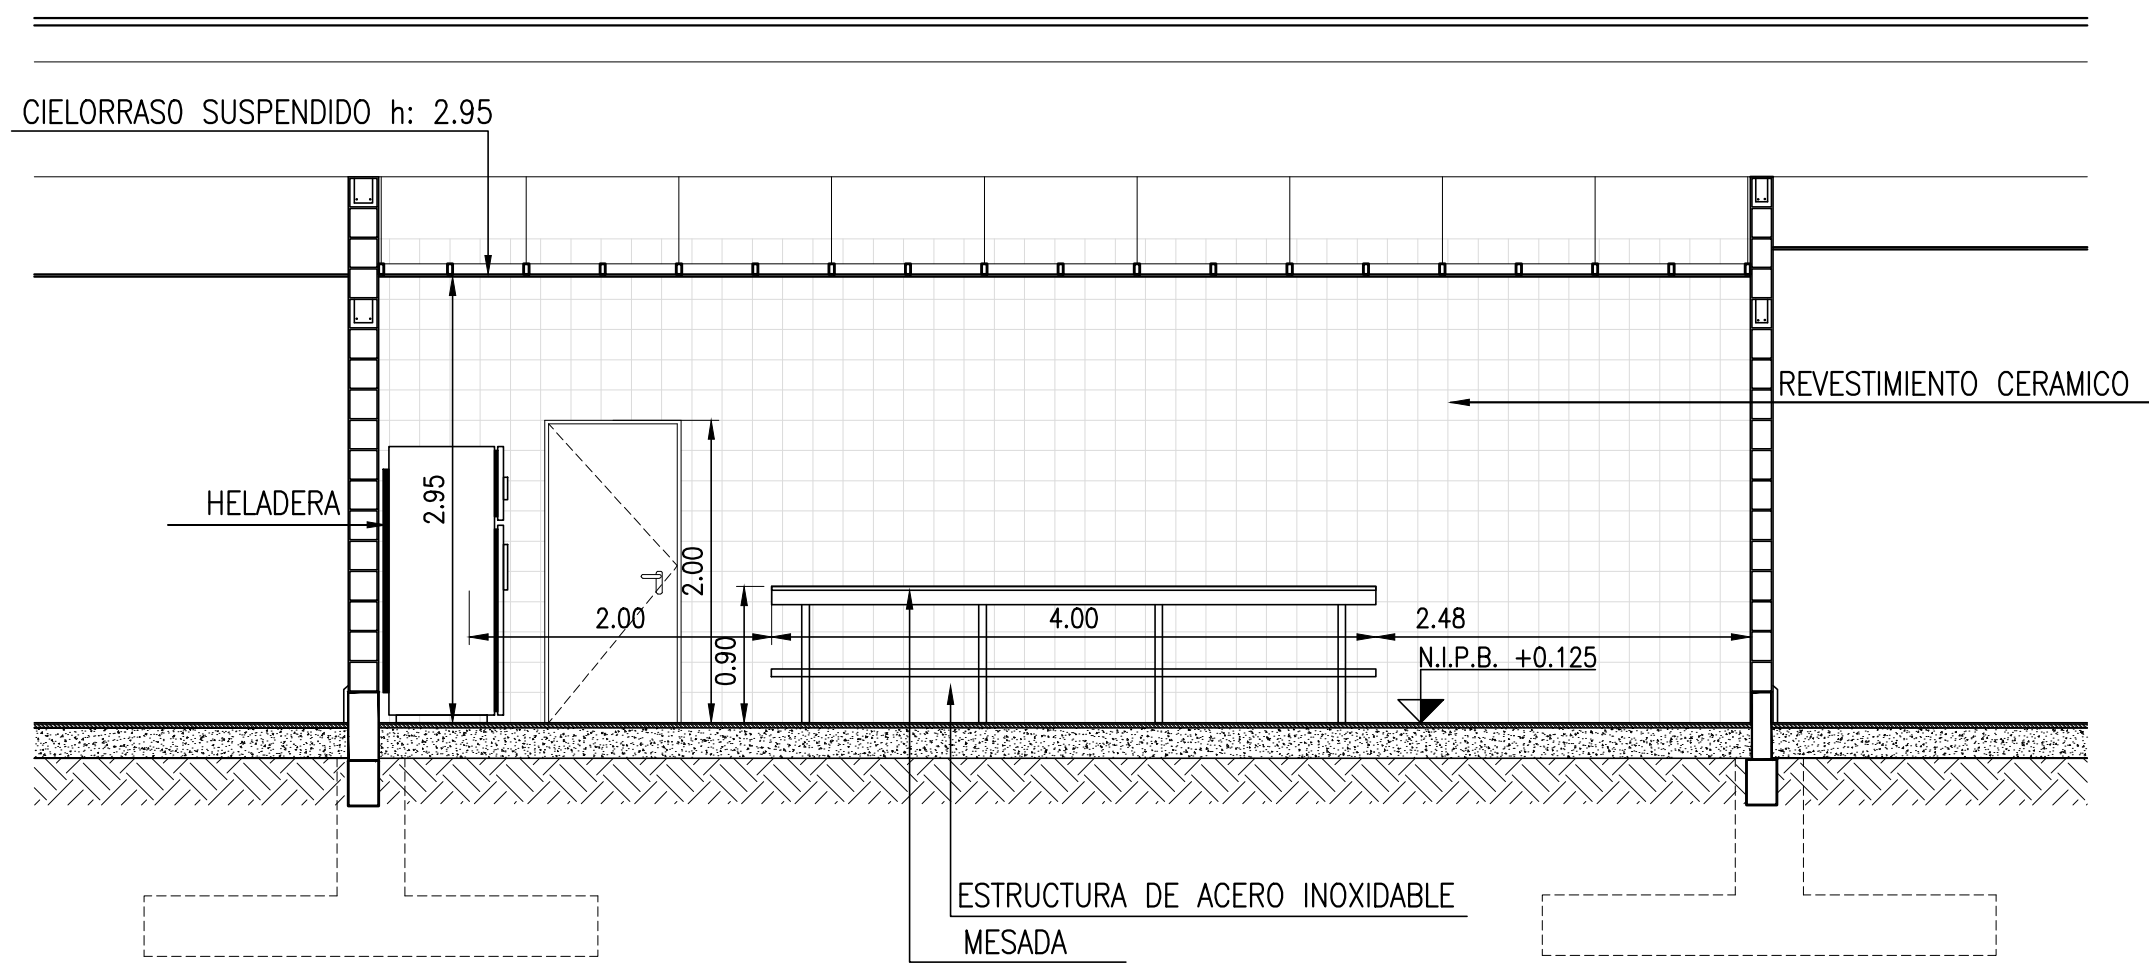 CIELORRASO SUSPENDIDO h: 2.95
REVESTIMIENTO CERAMICO
HELADERA
2.95
2.00
2.00
4.00
2.48
0.90
N.I.P.B. +0.125
ESTRUCTURA DE ACERO INOXIDABLE
MESADA